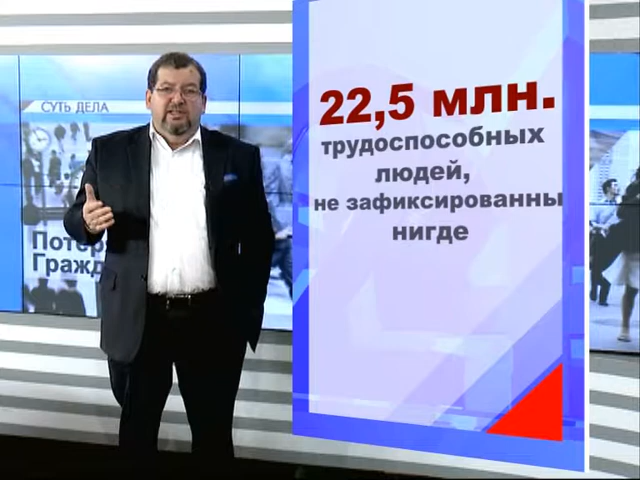 СУТЬ ДЕЛА
22,5 млн.
трудоспособных
людей,
не зафиксированны
нигде